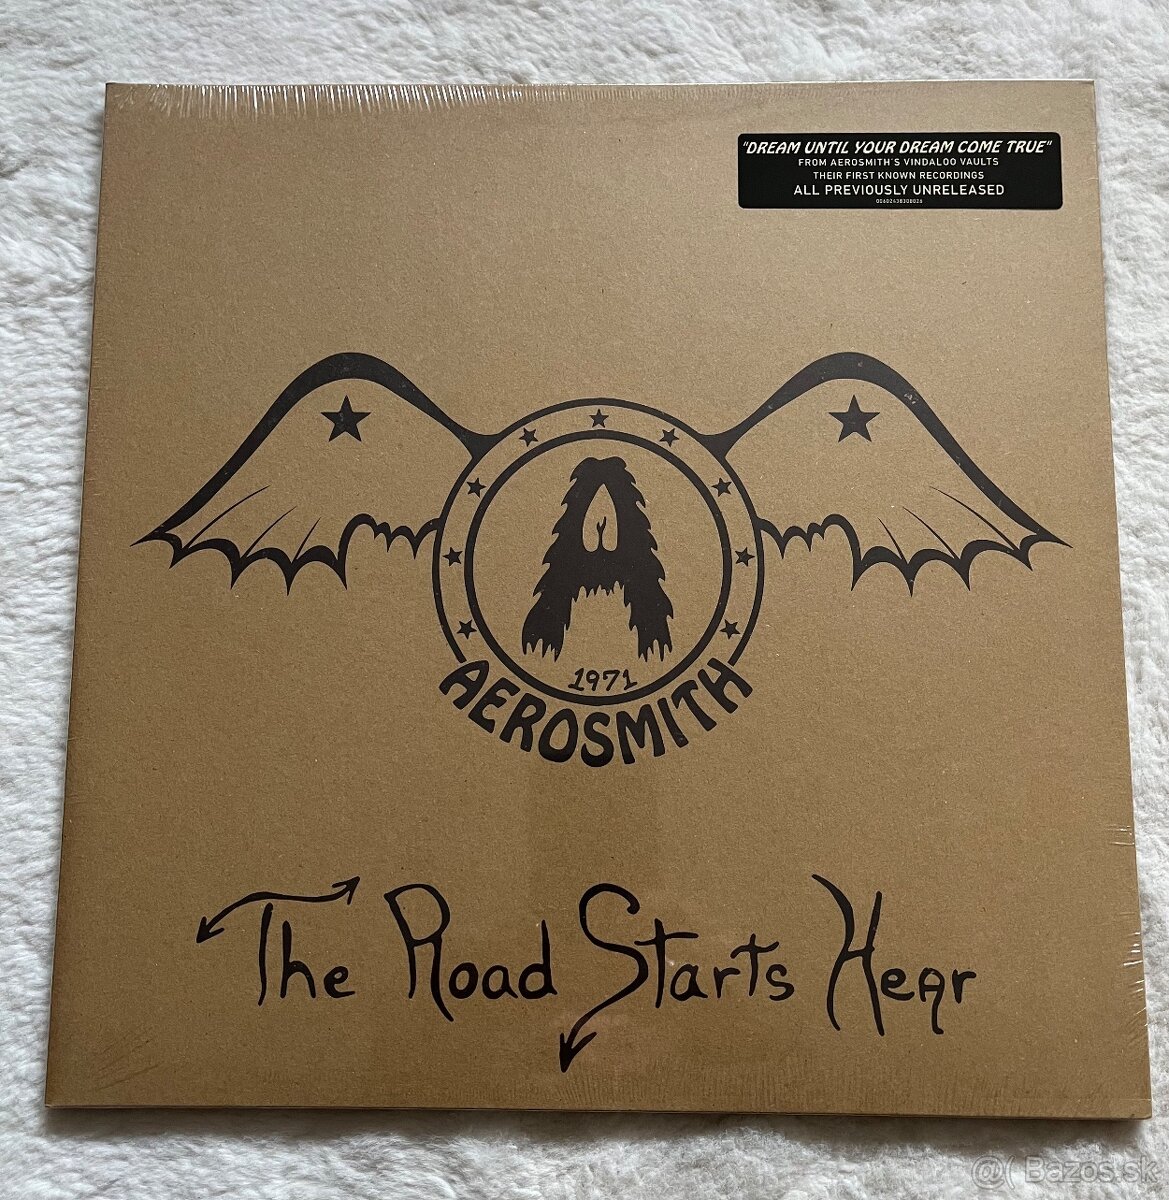 "DREAM UNTIL YOUR DREAM COME TRUE"
FROM AEROSMITH'S VINDALOO VAULTS
THEIR FIRST KNOWN RECORDINGS
ALL PREVIOUSLY UNRELEASED
00602438308026
A
1971
AEROSMITH
The Road Starts Hear
@( Bazos.sk